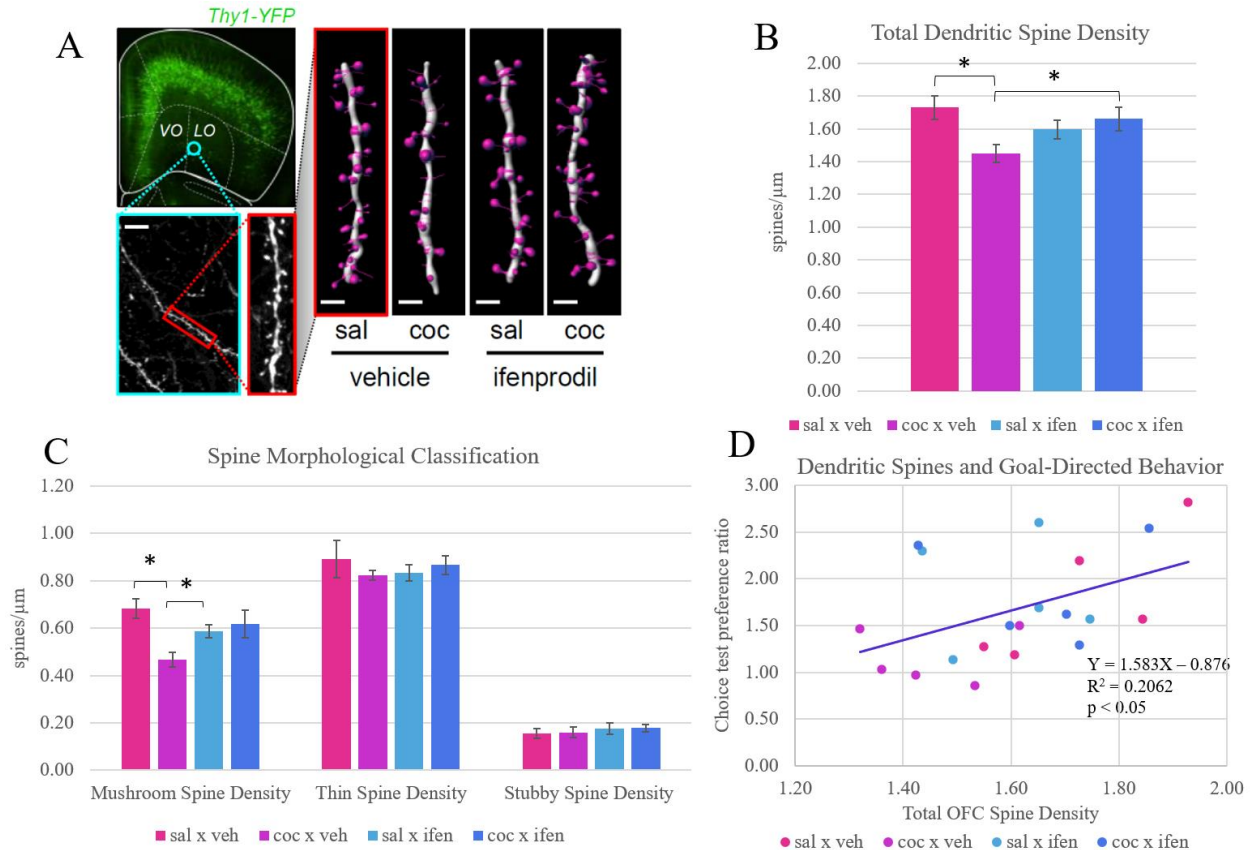 A
Thy1-YFP
VO LO
sal coc sal coc
vehicle ifenprodil
B
Total Dendritic Spine Density
* *
spines/µm
2.00
1.80
1.60
1.40
1.20
1.00
0.80
0.60
0.40
0.20
0.00
sal x veh coc x veh sal x ifen coc x ifen
C
Spine Morphological Classification
spines/µm
1.20
1.00
0.80
0.60
0.40
0.20
0.00
* *
Mushroom Spine Density Thin Spine Density Stubby Spine Density
sal x veh coc x veh sal x ifen coc x ifen
D
Dendritic Spines and Goal-Directed Behavior
Choice test preference ratio
3.00
2.50
2.00
1.50
1.00
0.50
0.00
Y = 1.583X – 0.876
R² = 0.2062
p < 0.05
1.20 1.40 1.60 1.80 2.00
Total OFC Spine Density
sal x veh coc x veh sal x ifen coc x ifen